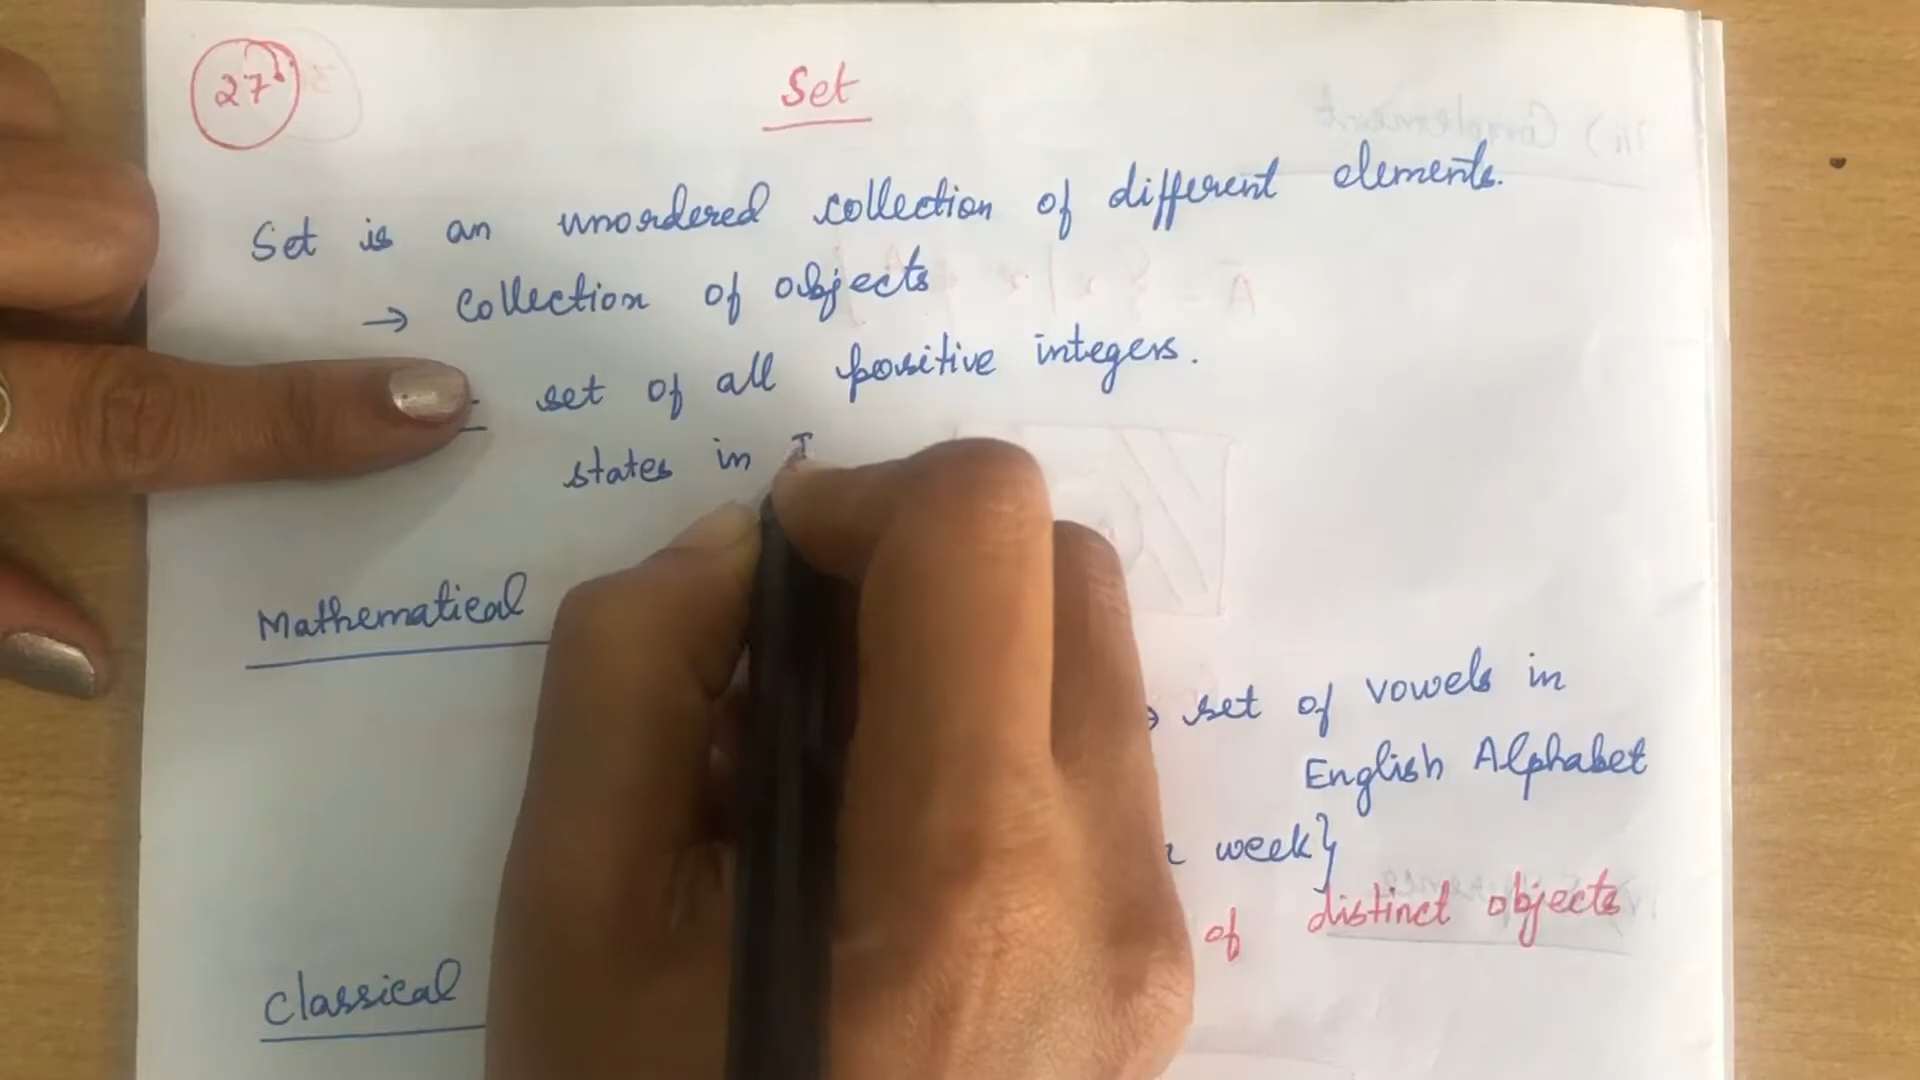 27
Set
Set is an unordered collection of different elements.
→ Collection of objects
set of all positive integers.
states in I
Mathematical
set of vowels in
English Alphabet
week}
of distinct objects
Classical